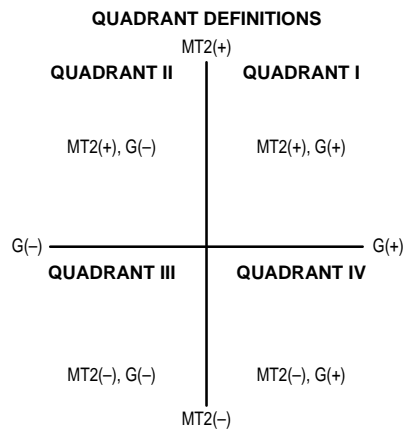 QUADRANT DEFINITIONS
MT2(+)
QUADRANT II QUADRANT I
MT2(+), G(–) MT2(+), G(+)
G(–) G(+)
QUADRANT III QUADRANT IV
MT2(–), G(–) MT2(–), G(+)
MT2(–)